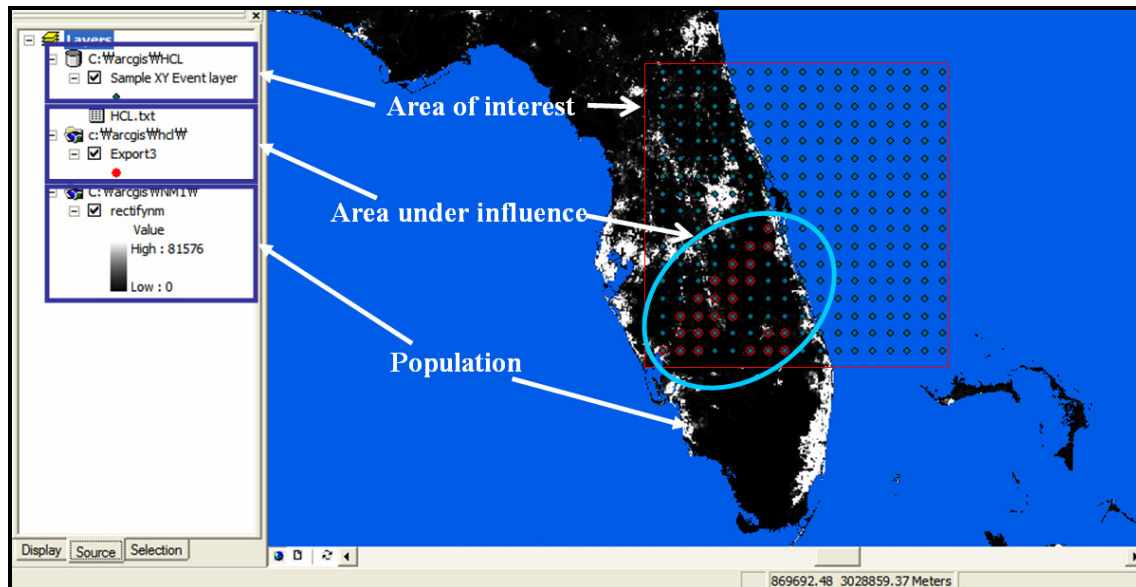 Layers
C:₩arcgis₩HCL
Sample XY Event layer
HCL.txt
c:₩arcgis₩hcl₩
Export3
C:₩arcgis₩NM1₩
rectifynm
Value
High : 81576
Low : 0
Area of interest
Area under influence
Population
Display Source Selection
869692.48 3028859.37 Meters